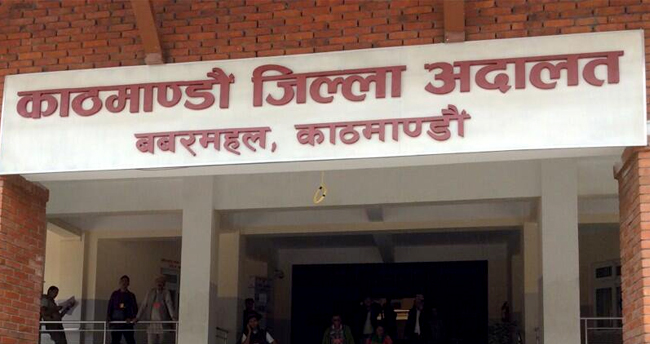 काठमाण्डौं जिल्ला अदालत
बबरमहल, काठमाण्डौं